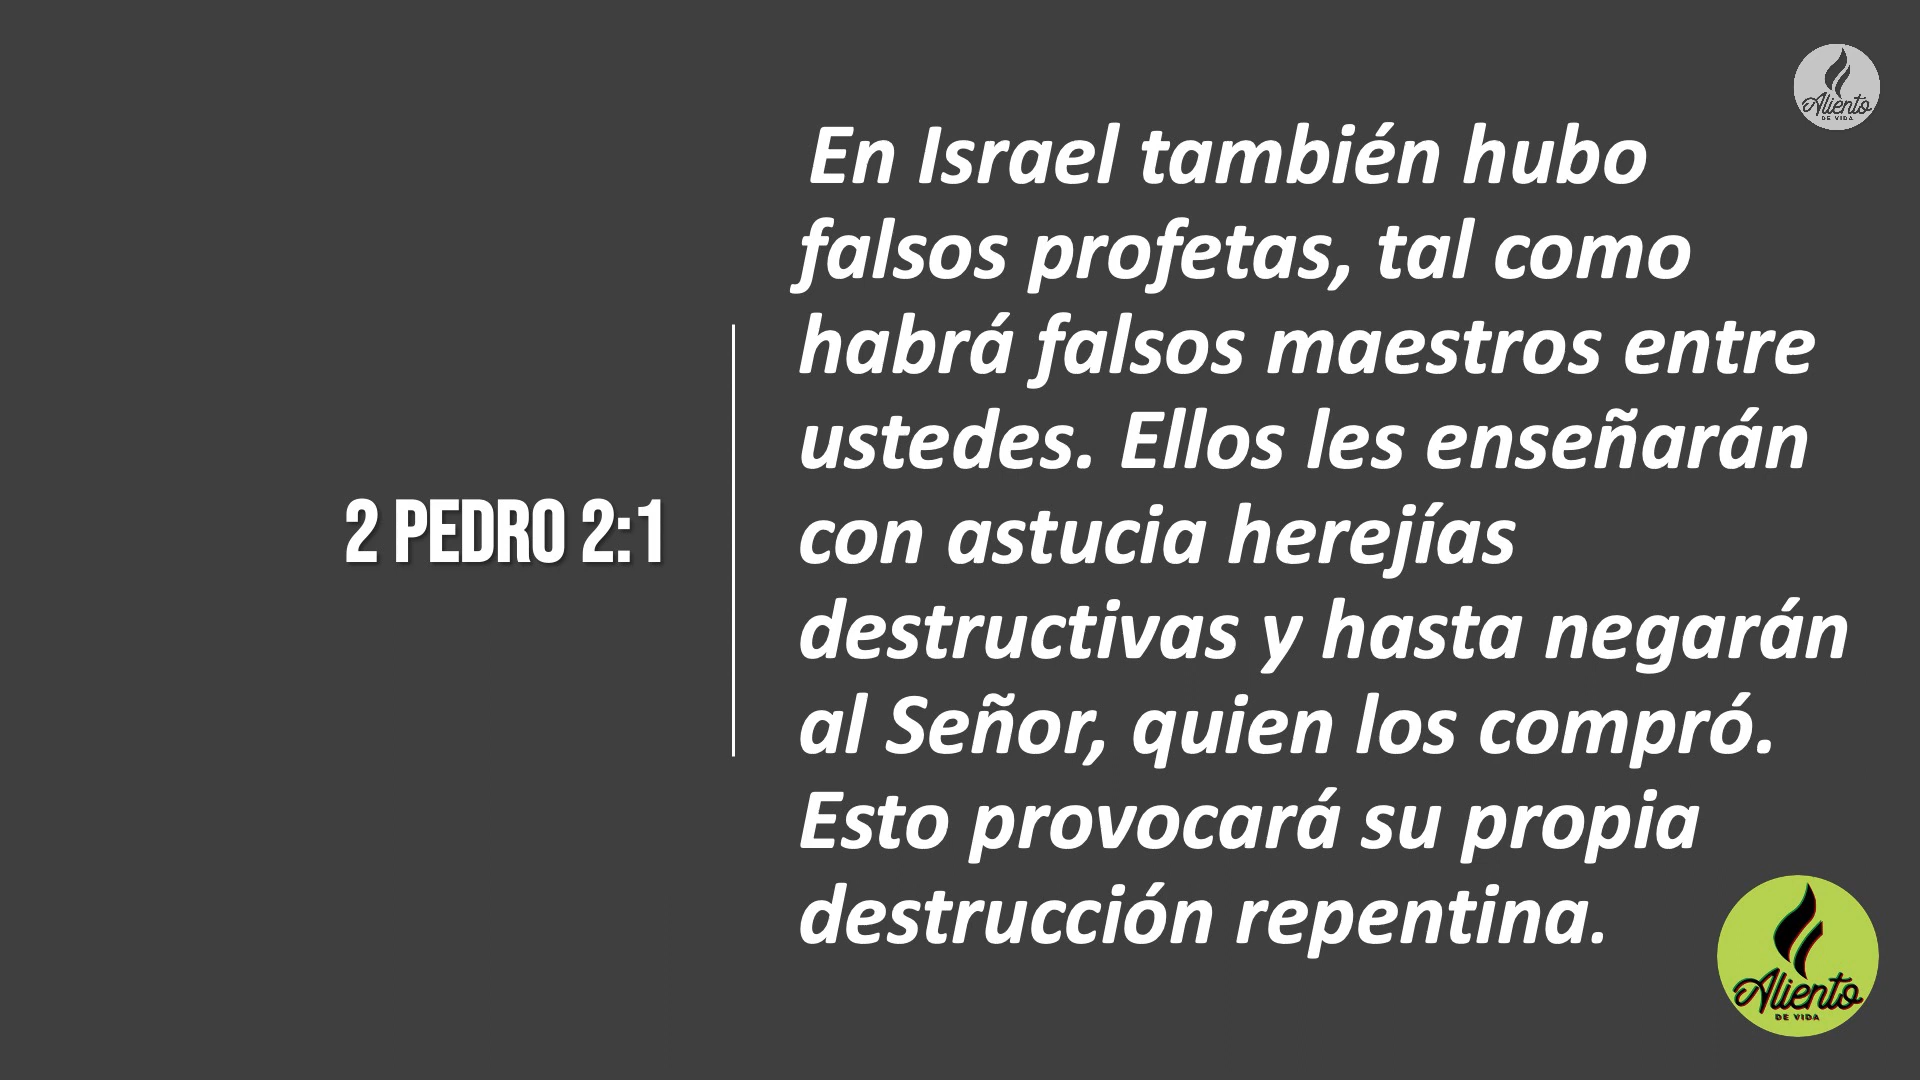 Aliento
DE VIDA
2 PEDRO 2:1
En Israel también hubo
falsos profetas, tal como
habrá falsos maestros entre
ustedes. Ellos les enseñarán
con astucia herejías
destructivas y hasta negarán
al Señor, quien los compró.
Esto provocará su propia
destrucción repentina.
Aliento
DE VIDA